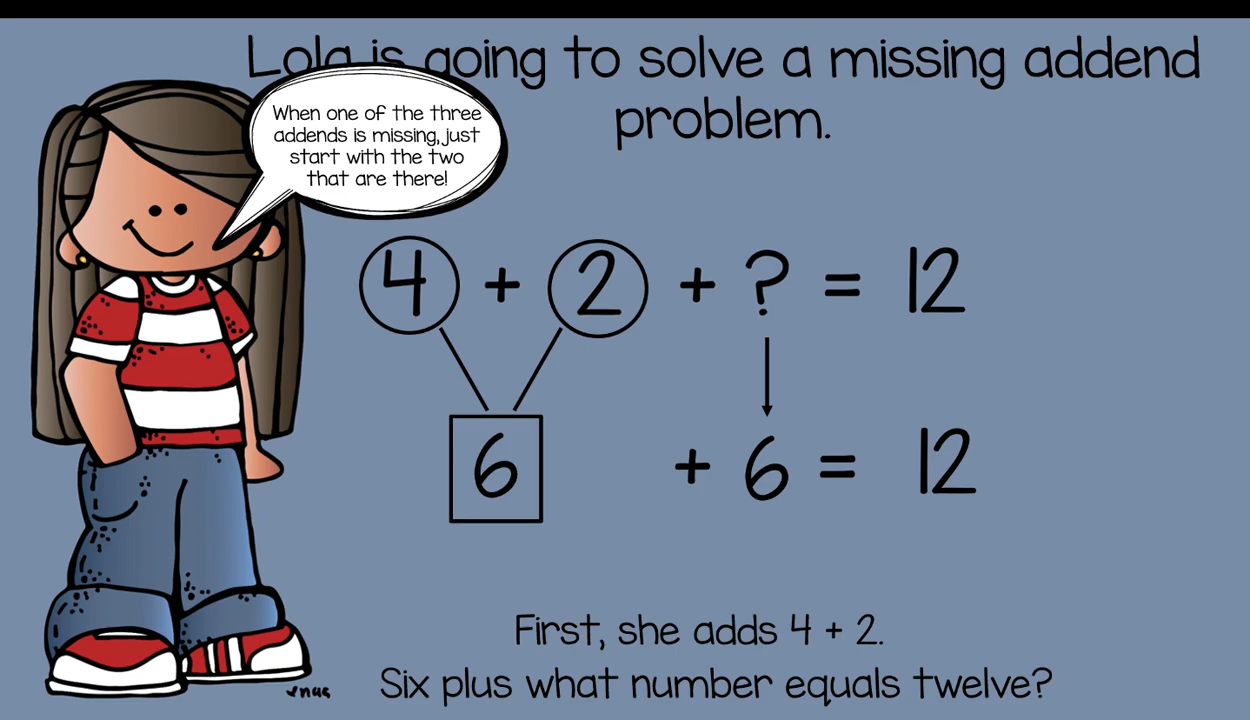 Lola is going to solve a missing addend
problem.
When one of the three
addends is missing, just
start with the two
that are there!
4 + 2 + ? = 12
6 + 6 = 12
First, she adds 4 + 2.
Six plus what number equals twelve?